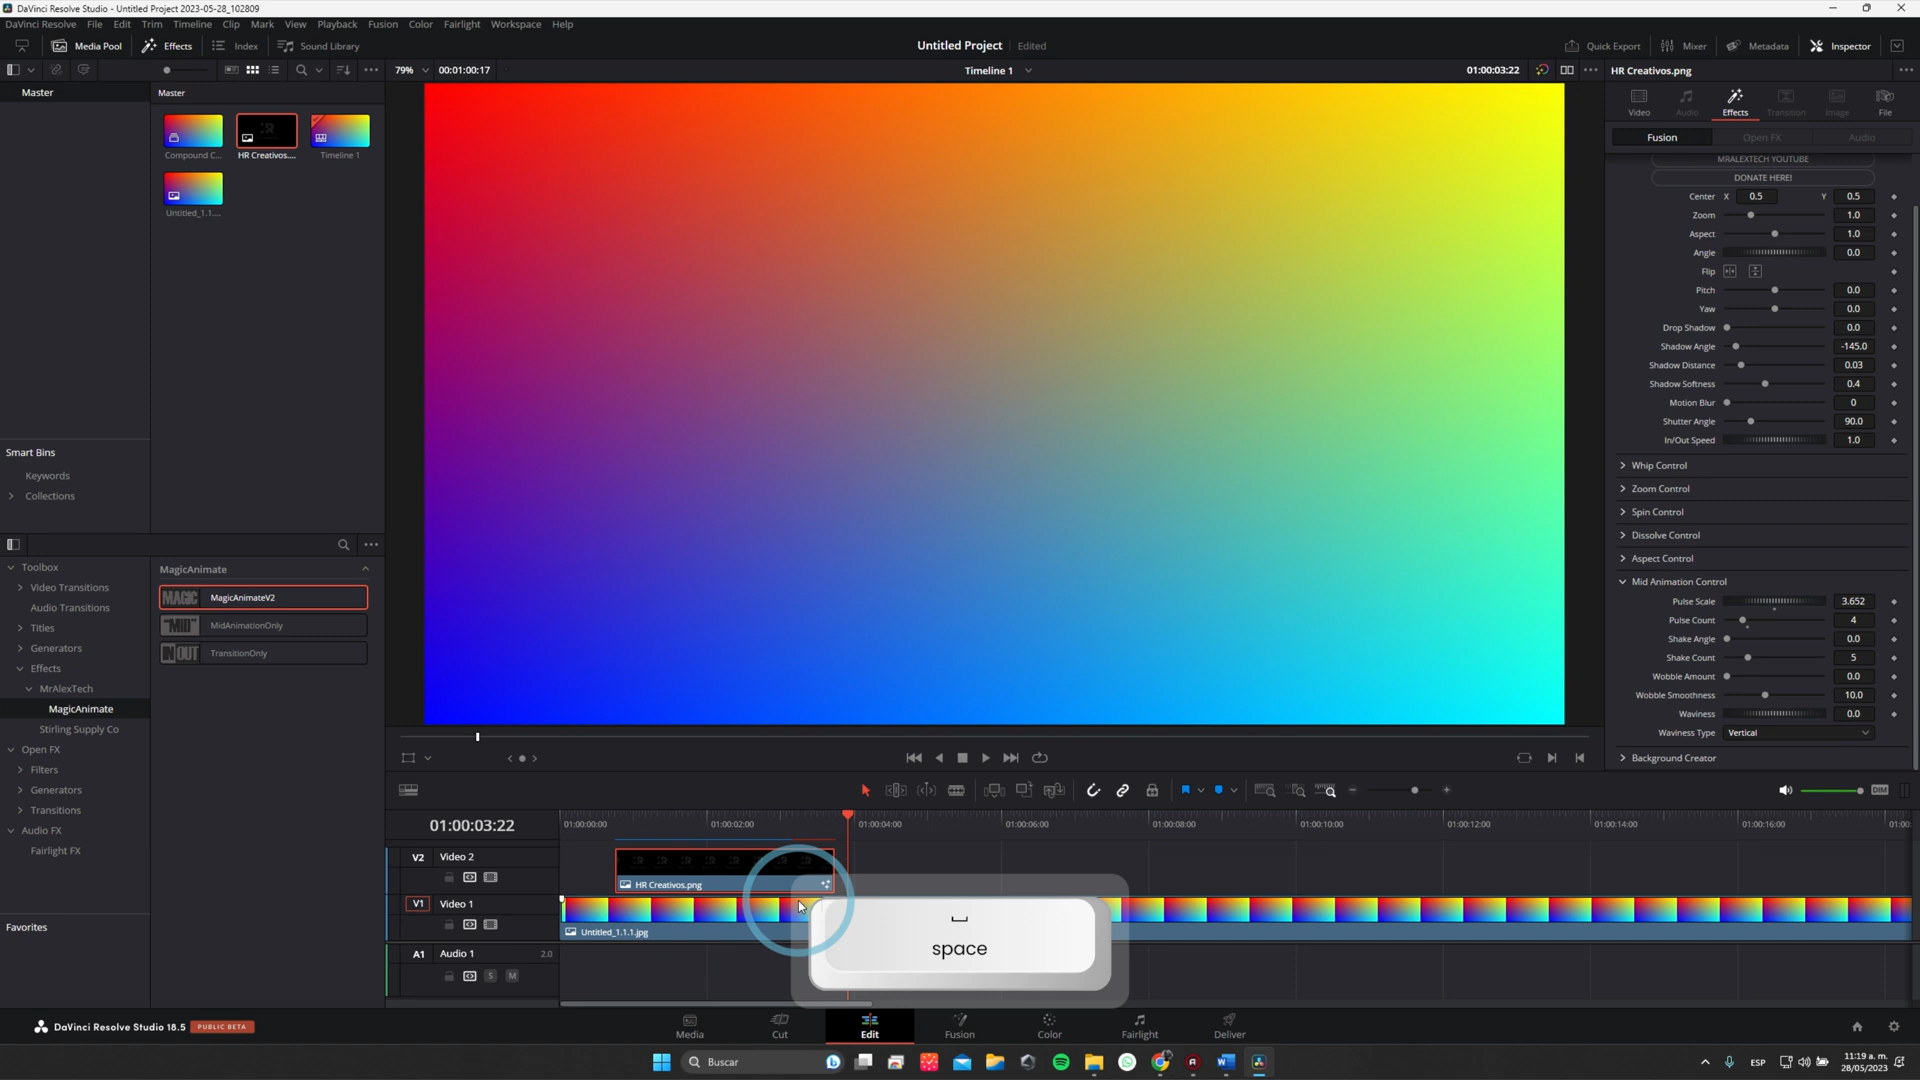 DaVinci Resolve Studio - Untitled Project 2023-05-28_102809
DaVinci Resolve File Edit Trim Timeline Clip Mark View Playback Fusion Color Fairlight Workspace Help
Media Pool Effects Index Sound Library Untitled Project Edited Quick Export Mixer Metadata Inspector
79% 00:01:00:17 Timeline 1 01:00:03:22 HR Creativos.png
Master Master
Video Audio Effects Transition Image File
Fusion Open FX Audio
Compound C... HR Creativos.... Timeline 1
Untitled_1.1....
MRALEXTECH YOUTUBE
DONATE HERE!
Center X 0.5 Y 0.5
Zoom 1.0
Aspect 1.0
Angle 0.0
Flip
Pitch 0.0
Yaw 0.0
Drop Shadow 0.0
Shadow Angle -145.0
Shadow Distance 0.03
Shadow Softness 0.4
Motion Blur 0
Shutter Angle 90.0
In/Out Speed 1.0
Whip Control
Zoom Control
Spin Control
Dissolve Control
Aspect Control
Mid Animation Control
Pulse Scale 3.652
Pulse Count 4
Shake Angle 0.0
Shake Count 5
Wobble Amount 0.0
Wobble Smoothness 10.0
Waviness 0.0
Waviness Type Vertical
Background Creator
Smart Bins
Keywords
Collections
Toolbox
Video Transitions
Audio Transitions
Titles
Generators
Effects
MrAlexTech
MagicAnimate
Stirling Supply Co
Open FX
Filters
Generators
Transitions
Audio FX
Fairlight FX
Favorites
MagicAnimate
MAGIC MagicAnimateV2
"MID" MidAnimationOnly
IN OUT TransitionOnly
DIM
01:00:03:22 01:00:00:00 01:00:02:00 01:00:04:00 01:00:06:00 01:00:08:00 01:00:10:00 01:00:12:00 01:00:14:00 01:00:16:00 01:00:
V2 Video 2
HR Creativos.png
V1 Video 1
Untitled_1.1.1.jpg
A1 Audio 1 2.0
S M
space
DaVinci Resolve Studio 18.5 PUBLIC BETA
Media Cut Edit Fusion Color Fairlight Deliver
Buscar
ESP
11:19 a. m.
28/05/2023